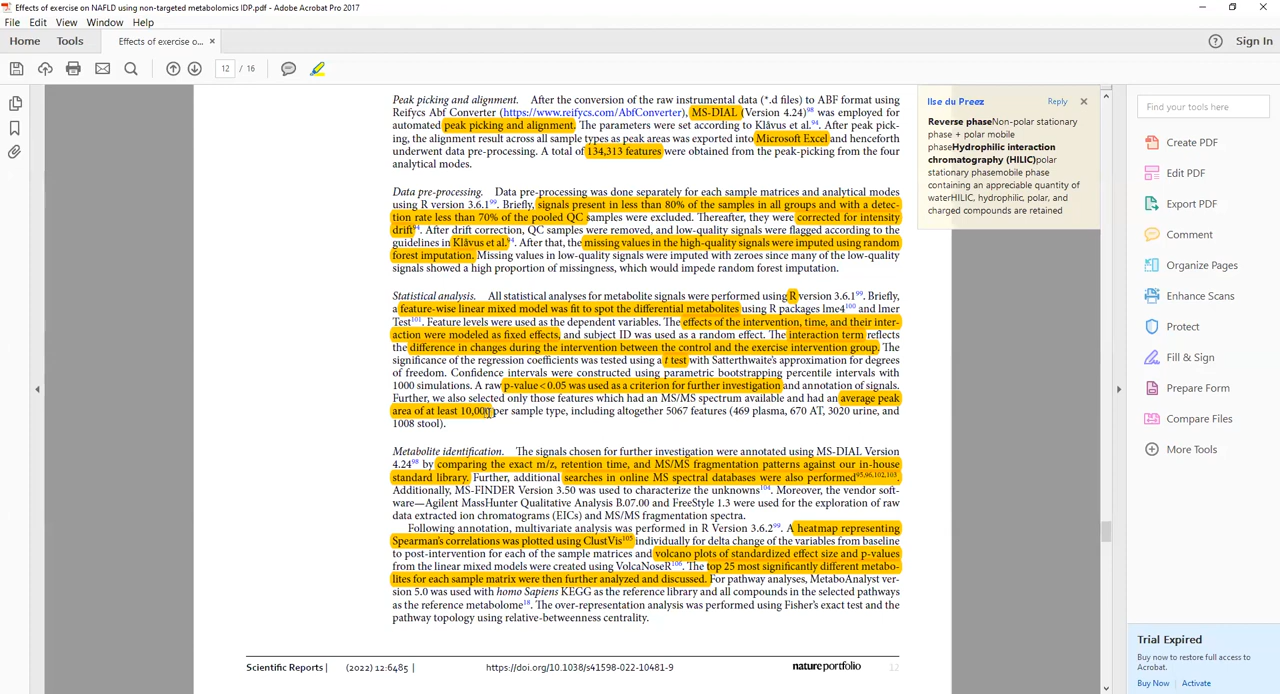 Effects of exercise on NAFLD using non-targeted metabolomics IDP.pdf - Adobe Acrobat Pro 2017
File Edit View Window Help
Home Tools Effects of exercise o... × Sign In
12 / 16
Peak picking and alignment. After the conversion of the raw instrumental data (*.d files) to ABF format using
Reifycs Abf Converter (https://www.reifycs.com/AbfConverter), MS-DIAL (Version 4.24)98 was employed for
automated peak picking and alignment. The parameters were set according to Klåvus et al.94. After peak pick-
ing, the alignment result across all sample types as peak areas was exported into Microsoft Excel and henceforth
underwent data pre-processing. A total of 134,313 features were obtained from the peak-picking from the four
analytical modes.
Data pre-processing. Data pre-processing was done separately for each sample matrices and analytical modes
using R version 3.6.199. Briefly, signals present in less than 80% of the samples in all groups and with a detec-
tion rate less than 70% of the pooled QC samples were excluded. Thereafter, they were corrected for intensity
drift94. After drift correction, QC samples were removed, and low-quality signals were flagged according to the
guidelines in Klåvus et al.94. After that, the missing values in the high-quality signals were imputed using random
forest imputation. Missing values in low-quality signals were imputed with zeroes since many of the low-quality
signals showed a high proportion of missingness, which would impede random forest imputation.
Statistical analysis. All statistical analyses for metabolite signals were performed using R version 3.6.199. Briefly,
a feature-wise linear mixed model was fit to spot the differential metabolites using R packages lme4100 and lmer
Test101. Feature levels were used as the dependent variables. The effects of the intervention, time, and their inter-
action were modeled as fixed effects, and subject ID was used as a random effect. The interaction term reflects
the difference in changes during the intervention between the control and the exercise intervention group. The
significance of the regression coefficients was tested using a t test with Satterthwaite's approximation for degrees
of freedom. Confidence intervals were constructed using parametric bootstrapping percentile intervals with
1000 simulations. A raw p-value < 0.05 was used as a criterion for further investigation and annotation of signals.
Further, we also selected only those features which had an MS/MS spectrum available and had an average peak
area of at least 10,000 per sample type, including altogether 5067 features (469 plasma, 670 AT, 3020 urine, and
1008 stool).
Metabolite identification. The signals chosen for further investigation were annotated using MS-DIAL Version
4.2498 by comparing the exact m/z, retention time, and MS/MS fragmentation patterns against our in-house
standard library. Further, additional searches in online MS spectral databases were also performed95,96,102,103.
Additionally, MS-FINDER Version 3.50 was used to characterize the unknowns104. Moreover, the vendor soft-
ware—Agilent MassHunter Qualitative Analysis B.07.00 and FreeStyle 1.3 were used for the exploration of raw
data extracted ion chromatograms (EICs) and MS/MS fragmentation spectra.
Following annotation, multivariate analysis was performed in R Version 3.6.299. A heatmap representing
Spearman's correlations was plotted using ClustVis105 individually for delta change of the variables from baseline
to post-intervention for each of the sample matrices and volcano plots of standardized effect size and p-values
from the linear mixed models were created using VolcaNoseR106. The top 25 most significantly different metabo-
lites for each sample matrix were then further analyzed and discussed. For pathway analyses, MetaboAnalyst ver-
sion 5.0 was used with homo Sapiens KEGG as the reference library and all compounds in the selected pathways
as the reference metabolome18. The over-representation analysis was performed using Fisher's exact test and the
pathway topology using relative-betweenness centrality.
Scientific Reports | (2022) 12:6485 | https://doi.org/10.1038/s41598-022-10481-9 natureportfolio 12
Ilse du Preez Reply ×
Reverse phaseNon-polar stationary
phase + polar mobile
phaseHydrophilic interaction
chromatography (HILIC)polar
stationary phasemobile phase
containing an appreciable quantity of
waterHILIC, hydrophilic, polar, and
charged compounds are retained
Find your tools here
Create PDF
Edit PDF
Export PDF
Comment
Organize Pages
Enhance Scans
Protect
Fill & Sign
Prepare Form
Compare Files
More Tools
Trial Expired
Buy now to restore full access to
Acrobat.
Buy Now | Activate